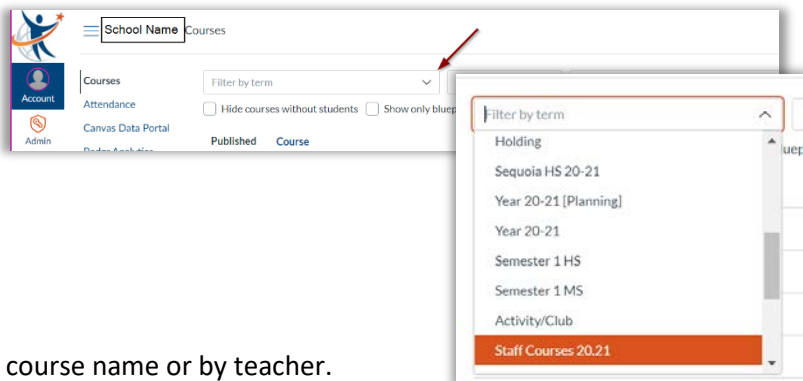 School Name Courses
Courses
Filter by term
Account
Attendance
Hide courses without students Show only bluep
Canvas Data Portal
Admin
Published Course
Filter by term
Holding
uep
Sequoia HS 20-21
Year 20-21 [Planning]
Year 20-21
Semester 1 HS
Semester 1 MS
Activity/Club
Staff Courses 20.21
course name or by teacher.